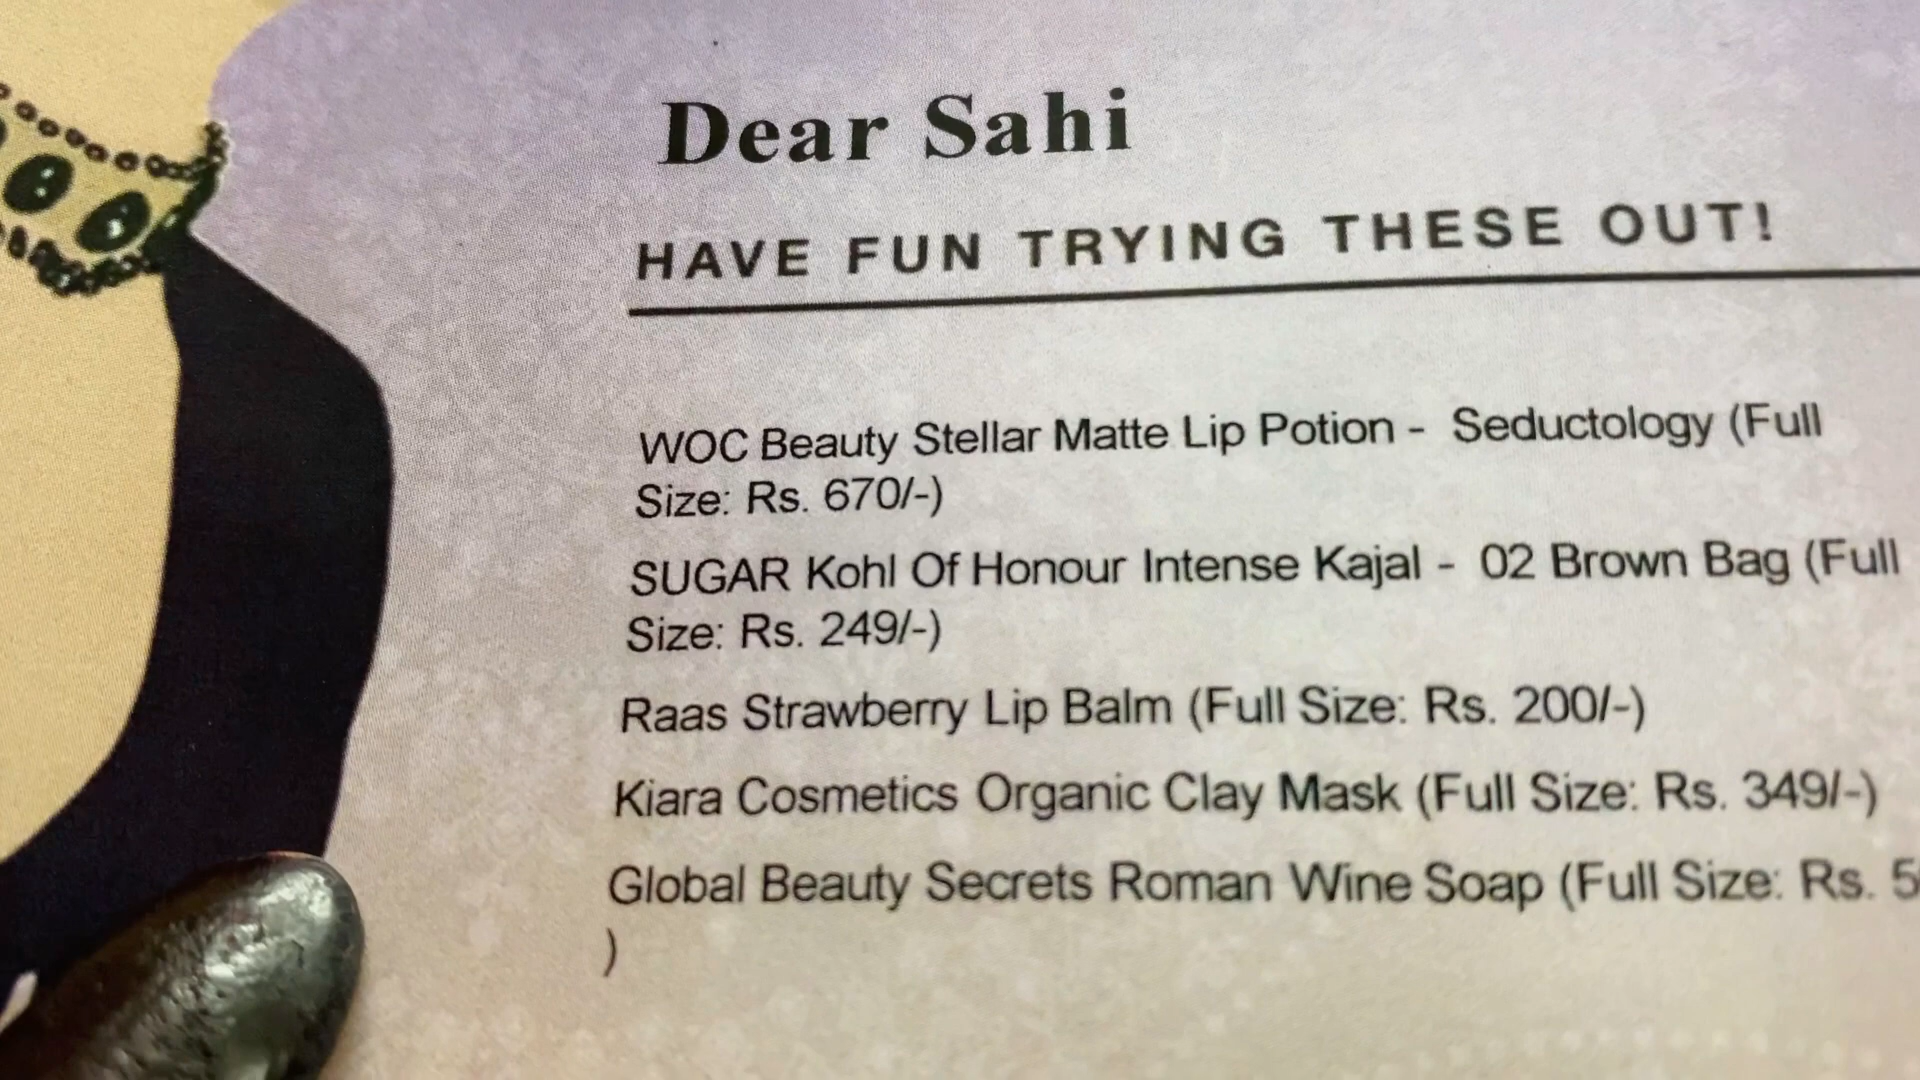 Dear Sahi
HAVE FUN TRYING THESE OUT!
WOC Beauty Stellar Matte Lip Potion - Seductology (Full
Size: Rs. 670/-)
SUGAR Kohl Of Honour Intense Kajal - 02 Brown Bag (Full
Size: Rs. 249/-)
Raas Strawberry Lip Balm (Full Size: Rs. 200/-)
Kiara Cosmetics Organic Clay Mask (Full Size: Rs. 349/-)
Global Beauty Secrets Roman Wine Soap (Full Size: Rs.
)